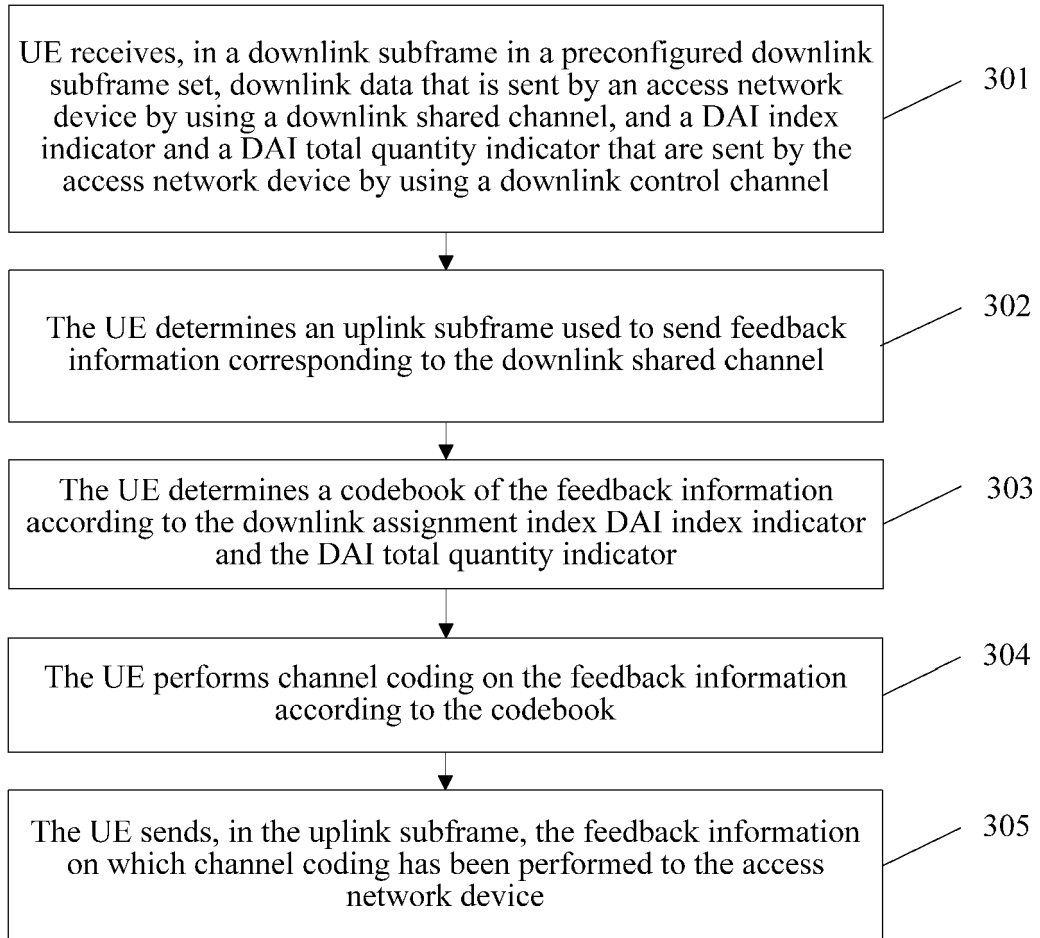 UE receives, in a downlink subframe in a preconfigured downlink
subframe set, downlink data that is sent by an access network
device by using a downlink shared channel, and a DAI index
indicator and a DAI total quantity indicator that are sent by the
access network device by using a downlink control channel
301
The UE determines an uplink subframe used to send feedback
information corresponding to the downlink shared channel
302
The UE determines a codebook of the feedback information
according to the downlink assignment index DAI index indicator
and the DAI total quantity indicator
303
The UE performs channel coding on the feedback information
according to the codebook
304
The UE sends, in the uplink subframe, the feedback information
on which channel coding has been performed to the access
network device
305